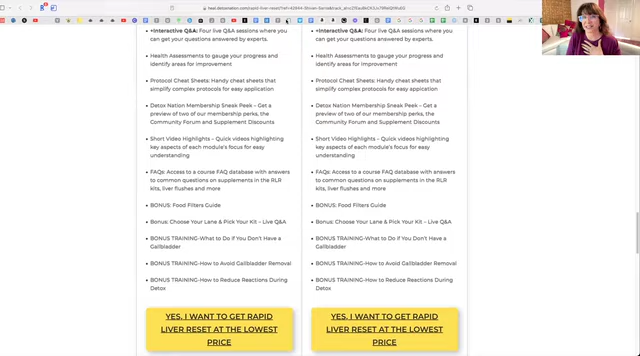 +Interactive Q&A: Four live Q&A sessions where you
can get your questions answered by experts.
Health Assessments to gauge your progress and
identify areas for improvement
Protocol Cheat Sheets: Handy cheat sheets that
simplify complex protocols for easy application
Detox Nation Membership Sneak Peek – Get a
preview of two of our membership perks, the
Community Forum and Supplement Discounts
Short Video Highlights – Quick videos highlighting
key aspects of each module's focus for easy
understanding
FAQs: Access to a course FAQ database with answers
to common questions on supplements in the RLR
kits, liver flushes and more
BONUS: Food Filters Guide
Bonus: Choose Your Lane & Pick Your Kit – Live Q&A
BONUS TRAINING-What to Do if You Don't Have a
Gallbladder
BONUS TRAINING-How to Avoid Gallbladder Removal
BONUS TRAINING-How to Reduce Reactions During
Detox
YES, I WANT TO GET RAPID
LIVER RESET AT THE LOWEST
PRICE
+Interactive Q&A: Four live Q&A sessions where you
can get your questions answered by experts.
Health Assessments to gauge your progress and
identify areas for improvement
Protocol Cheat Sheets: Handy cheat sheets that
simplify complex protocols for easy application
Detox Nation Membership Sneak Peek – Get a
preview of two of our membership perks, the
Community Forum and Supplement Discounts
Short Video Highlights – Quick videos highlighting
key aspects of each module's focus for easy
understanding
FAQs: Access to a course FAQ database with answers
to common questions on supplements in the RLR
kits, liver flushes and more
BONUS: Food Filters Guide
Bonus: Choose Your Lane & Pick Your Kit – Live Q&A
BONUS TRAINING-What to Do if You Don't Have a
Gallbladder
BONUS TRAINING-How to Avoid Gallbladder Removal
BONUS TRAINING-How to Reduce Reactions During
Detox
YES, I WANT TO GET RAPID
LIVER RESET AT THE LOWEST
PRICE